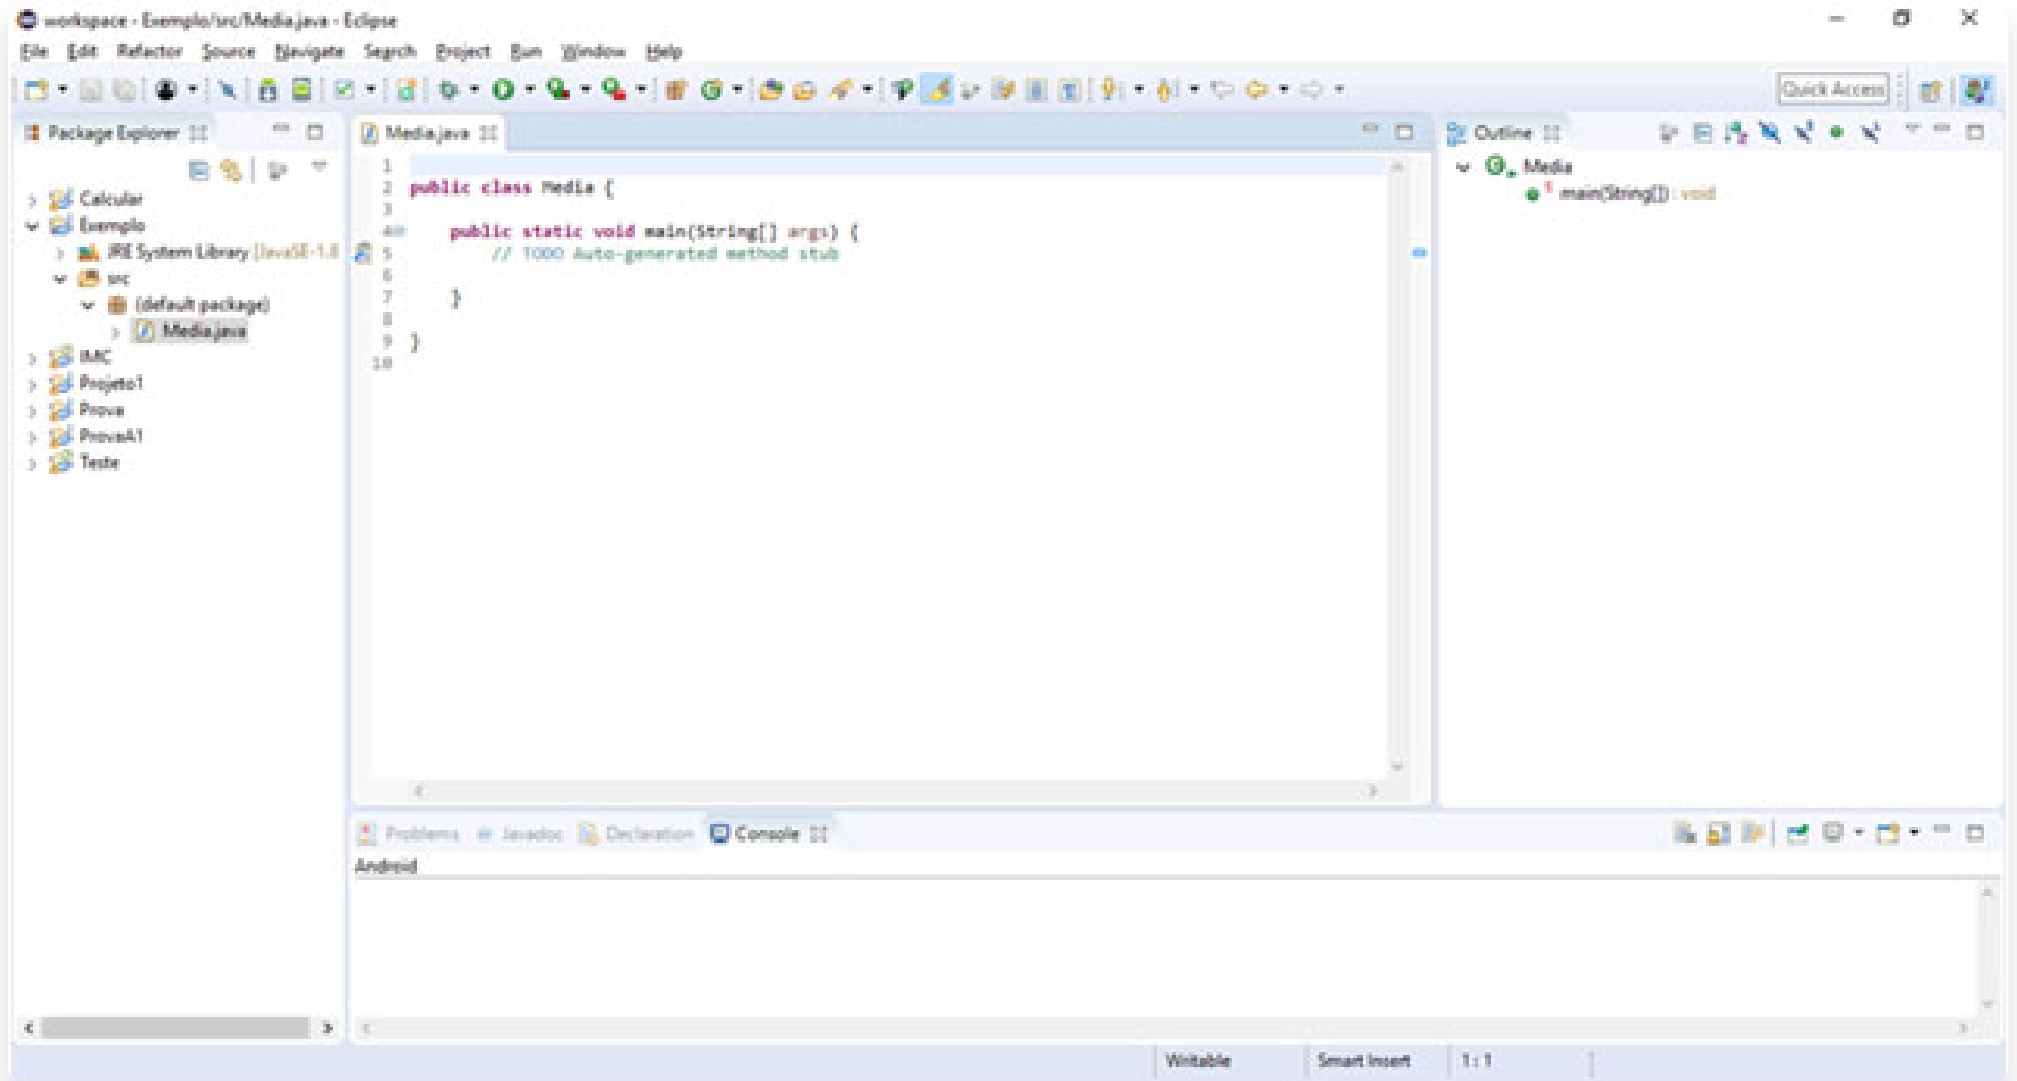 workspace - Exemplo/src/Media.java - Eclipse
File Edit Refactor Source Navigate Search Project Run Window Help
Quick Access
Package Explorer
Calcular
Exemplo
JRE System Library [JavaSE-1.8
src
(default package)
Media.java
IMC
Projeto1
Prova
ProvaA1
Teste
Media.java
1
2 public class Media {
3
4 public static void main(String[] args) {
5 // TODO Auto-generated method stub
6
7 }
8
9 }
10
Outline
Media
main(String[]) : void
Problems Javadoc Declaration Console
Android
Writable Smart Insert 1 : 1